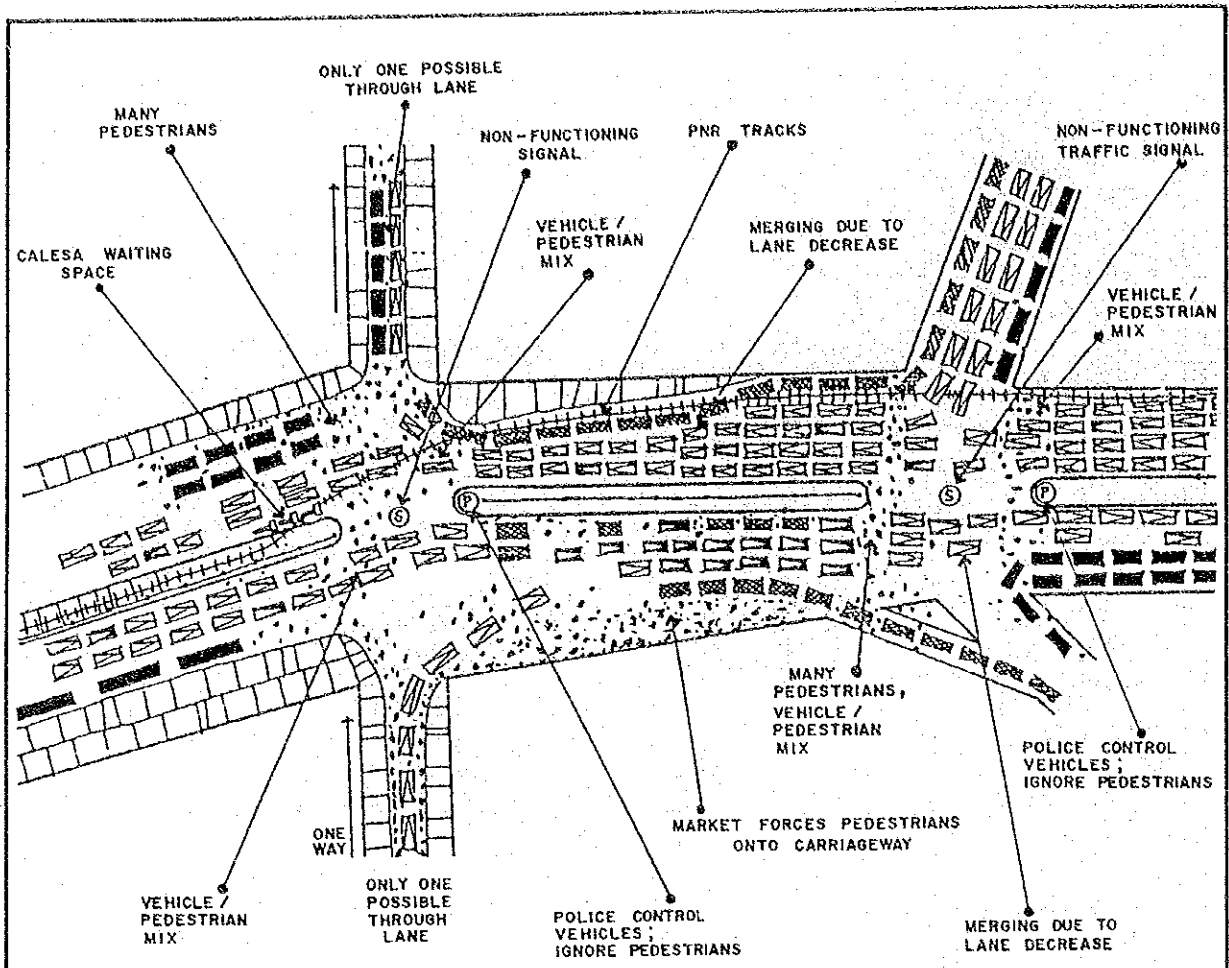 ONLY ONE POSSIBLE
THROUGH LANE
MANY
PEDESTRIANS
NON-FUNCTIONING
SIGNAL
PNR TRACKS
NON-FUNCTIONING
TRAFFIC SIGNAL
VEHICLE /
PEDESTRIAN
MIX
MERGING DUE TO
LANE DECREASE
CALESA WAITING
SPACE
VEHICLE /
PEDESTRIAN
MIX
S
P
S
P
MANY
PEDESTRIANS,
VEHICLE /
PEDESTRIAN
MIX
POLICE CONTROL
VEHICLES;
IGNORE PEDESTRIANS
MARKET FORCES PEDESTRIANS
ONTO CARRIAGEWAY
ONE
WAY
VEHICLE /
PEDESTRIAN
MIX
ONLY ONE
POSSIBLE
THROUGH
LANE
POLICE CONTROL
VEHICLES;
IGNORE PEDESTRIANS
MERGING DUE TO
LANE DECREASE